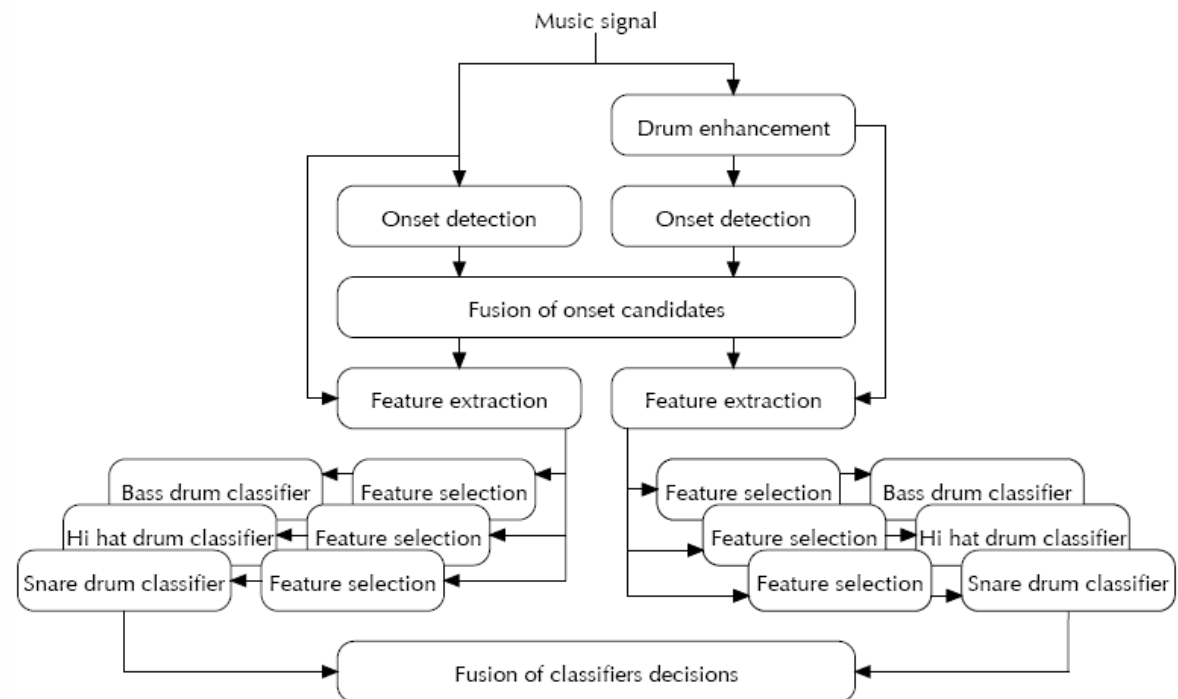 Music signal
Drum enhancement
Onset detection
Onset detection
Fusion of onset candidates
Feature extraction
Feature extraction
Bass drum classifier
Feature selection
Feature selection
Bass drum classifier
Hi hat drum classifier
Feature selection
Feature selection
Hi hat drum classifier
Snare drum classifier
Feature selection
Feature selection
Snare drum classifier
Fusion of classifiers decisions